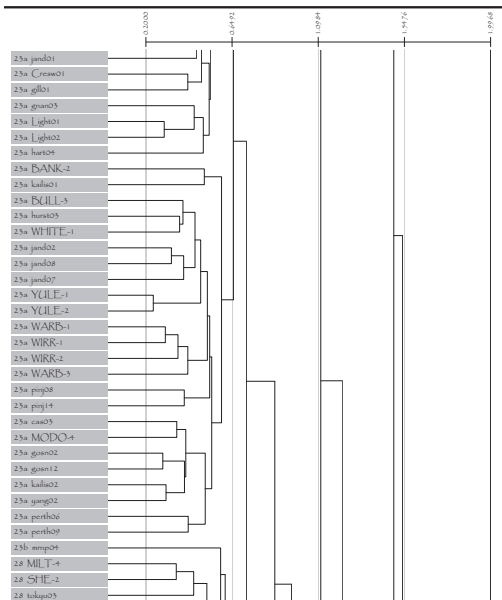 0.2000 0.6492 1.0984 1.5476 1.9968
23a jand01
23a Cresw01
23a gill01
23a gnan03
23a Light01
23a Light02
23a hart04
23a BANK-2
23a kailis01
23a BULL-3
23a hurst03
23a WHITE-1
23a jand02
23a jand08
23a jand07
23a YULE-1
23a YULE-2
23a WARB-1
23a WIRR-1
23a WIRR-2
23a WARB-3
23a pinj08
23a pinj14
23a cas03
23a MODO-4
23a gosn02
23a gosn12
23a kailis02
23a yang02
23a perth06
23a perth09
23b mmp04
28 MILT-4
28 SHE-2
28 tokyu03